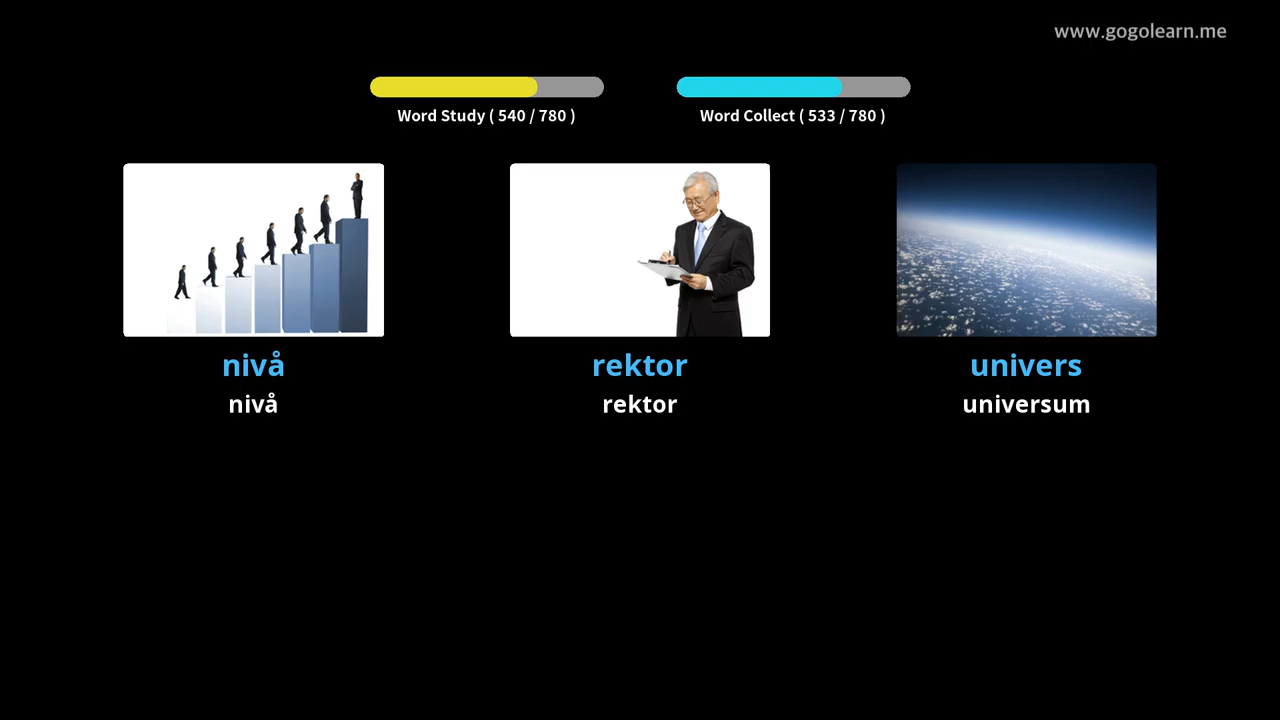 www.gogolearn.me
Word Study ( 540 / 780 )
Word Collect ( 533 / 780 )
nivå
rektor
univers
nivå
rektor
universum